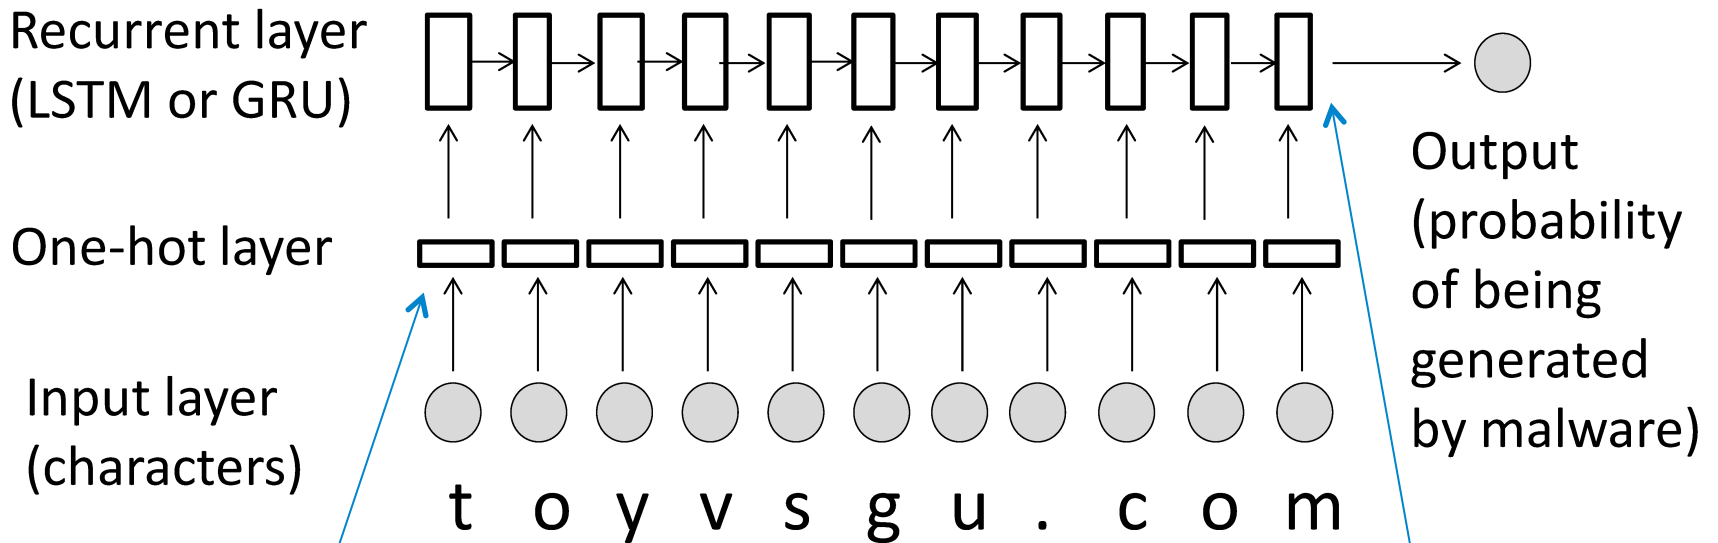 Recurrent layer
(LSTM or GRU)
One-hot layer
Input layer
(characters)
t o y v s g u . c o m
Output
(probability
of being
generated
by malware)